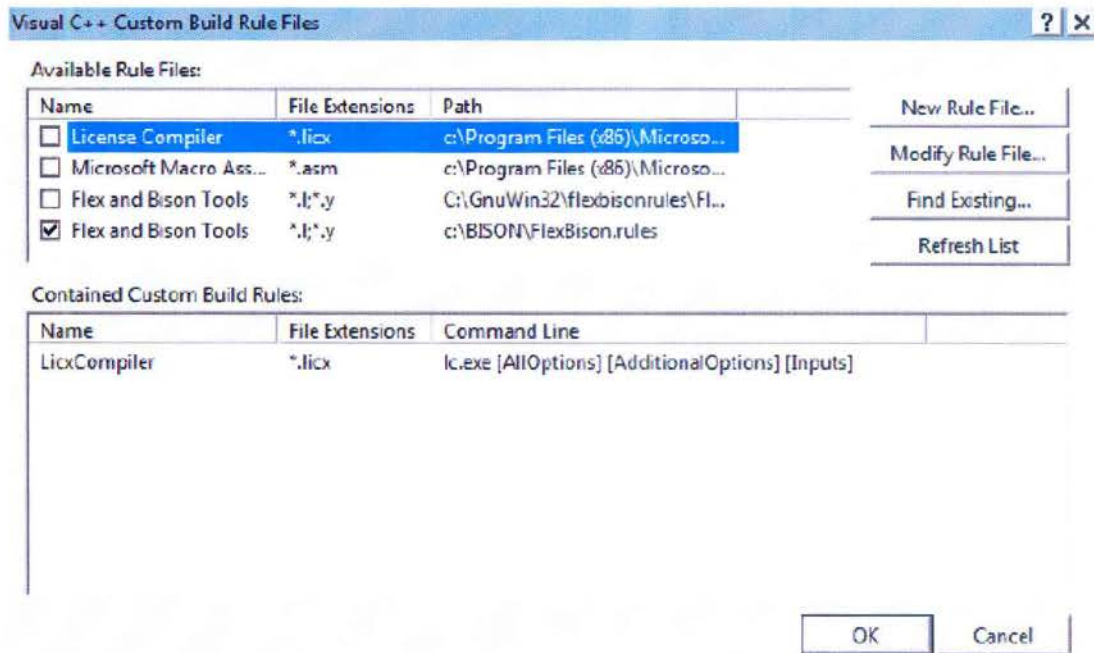 Visual C++ Custom Build Rule Files ? ×
Available Rule Files:
Name File Extensions Path
License Compiler *.licx c:\Program Files (x86)\Microso...
Microsoft Macro Ass... *.asm c:\Program Files (x86)\Microso...
Flex and Bison Tools *.l;*.y C:\GnuWin32\flexbisonrules\Fl...
Flex and Bison Tools *.l;*.y c:\BISON\FlexBison.rules
New Rule File...
Modify Rule File...
Find Existing...
Refresh List
Contained Custom Build Rules:
Name File Extensions Command Line
LicxCompiler *.licx lc.exe [AllOptions] [AdditionalOptions] [Inputs]
OK Cancel